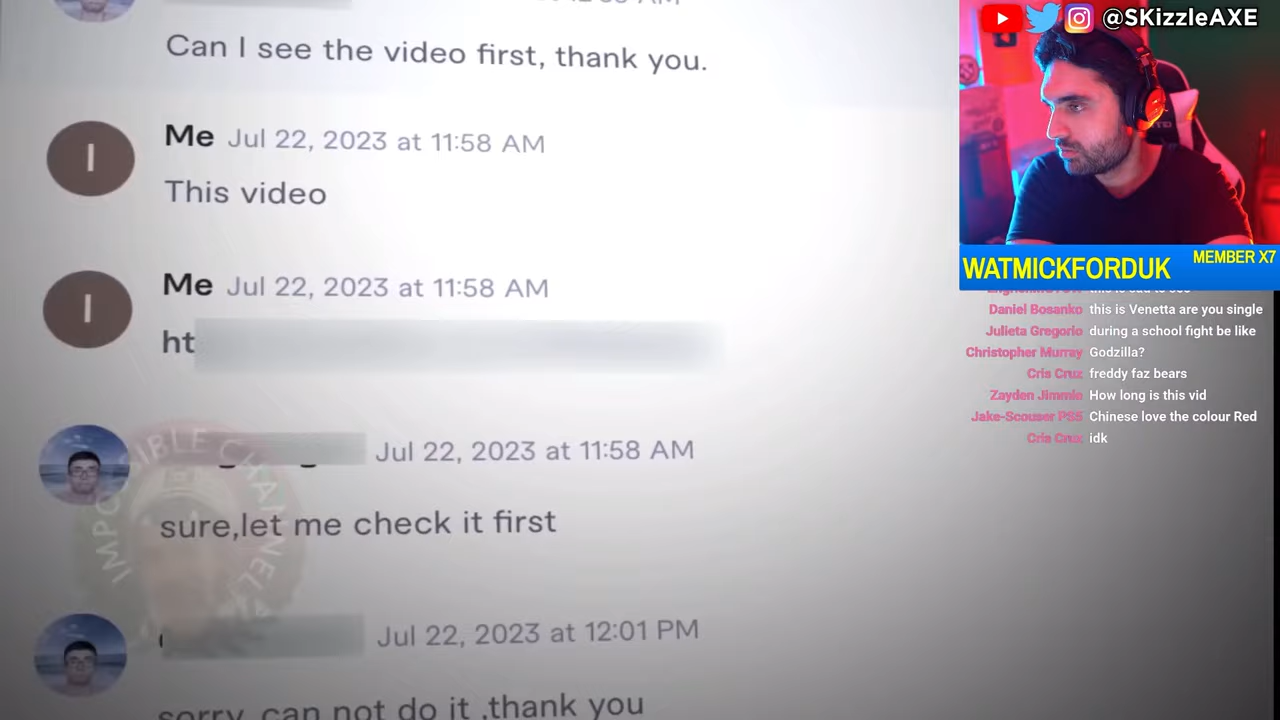 Can I see the video first, thank you.
Me Jul 22, 2023 at 11:58 AM
This video
Me Jul 22, 2023 at 11:58 AM
ht
Jul 22, 2023 at 11:58 AM
sure,let me check it first
Jul 22, 2023 at 12:01 PM
sorry, can not do it ,thank you
IMPOSSIBLE CHANNEL
@SKizzleAXE
WATMICKFORDUK MEMBER X7
Daniel Bosanko this is Venetta are you single
Julieta Gregorio during a school fight be like
Christopher Murray Godzilla?
Cris Cruz freddy faz bears
Zayden Jimmie How long is this vid
Jake-Scouser PS5 Chinese love the colour Red
Cris Cruz idk